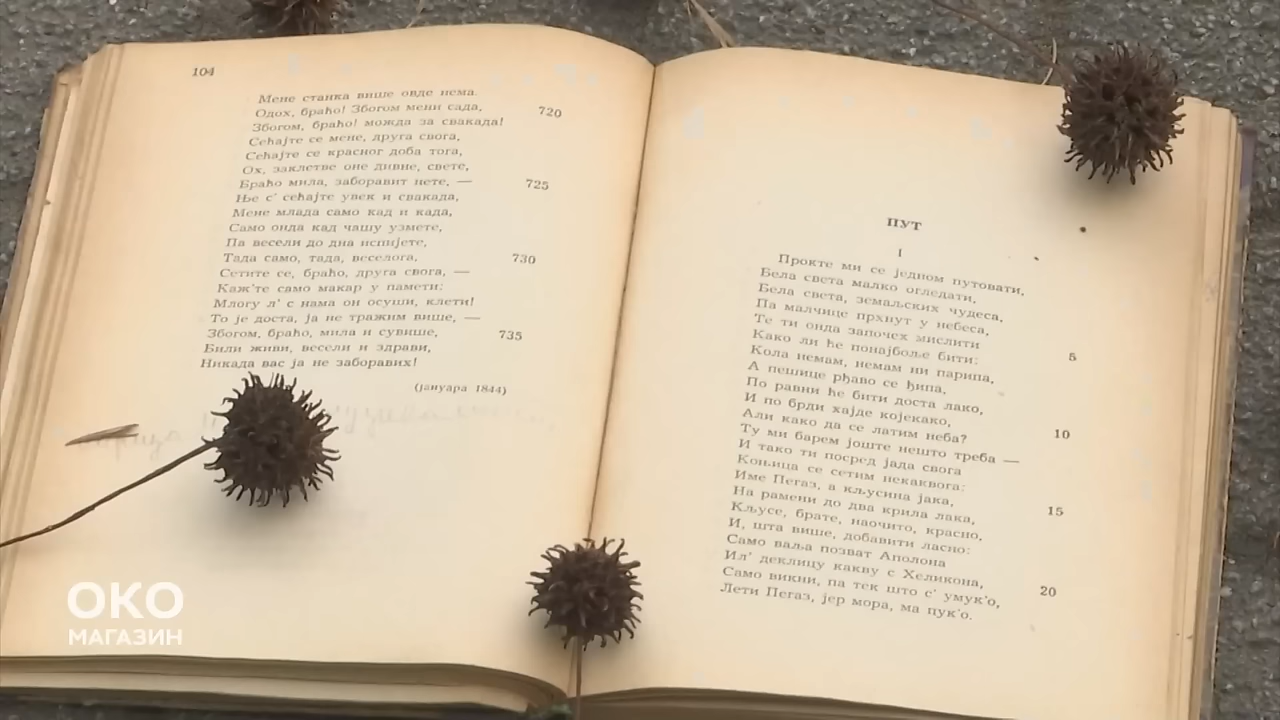 104
Мене станка више овде нема.
Одох, браћо! Збогом мени сада,
720
Збогом, браћо! можда за свакада!
Сећајте се мене, друга свога,
Сећајте се красног доба тога,
Ох, заклетве оне дивне, свете,
Браћо мила, заборавит нете, —
725
Ње с' сећајте увек и свакада,
Мене млада само кад и када,
Само онда кад чашу узмете,
Па весели до дна испијете,
Тада само, тада, веселога,
730
Сетите се, браћо, друга свога, —
Каж'те само макар у памети:
Млогу л' с нама он осуши, клети!
То је доста, ја не тражим више, —
Збогом, браћо, мила и сувише,
735
Били живи, весели и здрави,
Никада вас ја не заборавих!
(јануара 1844)
ПУТ
I
Прокте ми се једном путовати,
Бела света малко огледати,
Бела света, земаљских чудеса,
Па малчице прхнут у небеса,
Те ти онда започех мислити
5
Како ли ће понајбоље бити:
Кола немам, немам ни парипа,
А пешице рђаво се ђипа,
По равни ће бити доста лако,
И по брди хајде којекако,
10
Али како да се латим неба?
Ту ми барем јоште нешто треба —
И тако ти посред јада свога
Коњица се сетим некаквога:
Име Пегаз, а кљусина јака,
15
На рамени до два крила лака,
Кљусе, брате, наочито, красно,
И, шта више, добавити ласно:
Само ваља позват Аполона
Ил' деклицу какву с Хеликона,
20
Само викни, па тек што с' умук'о,
Лети Пегаз, јер мора, ма цук'о.
ОКО
МАГАЗИН